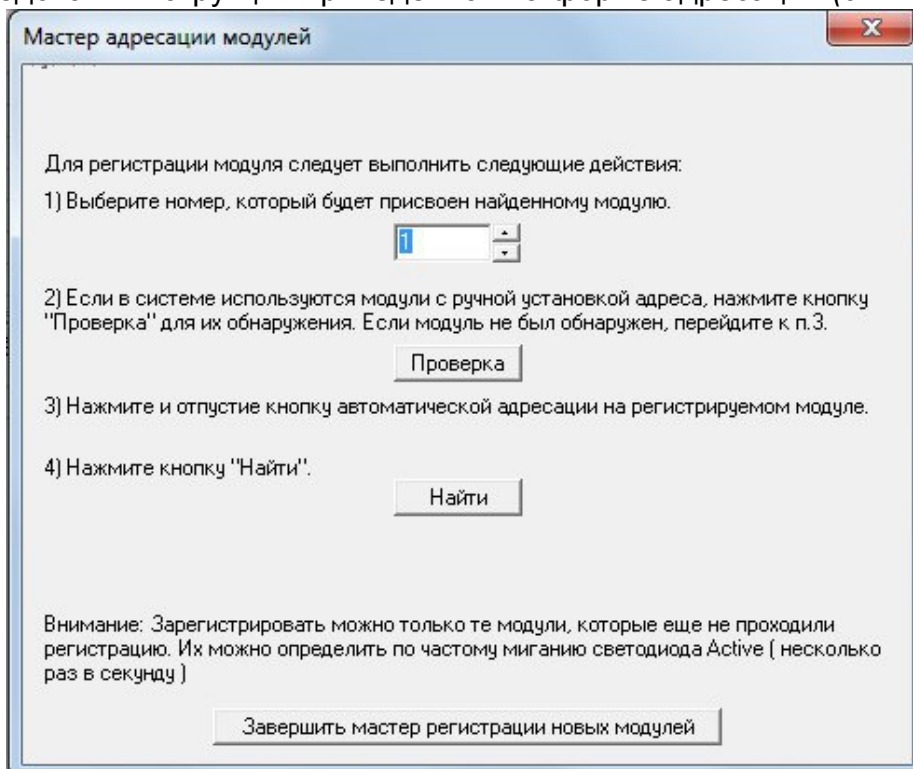 Мастер адресации модулей
Для регистрации модуля следует выполнить следующие действия:
1) Выберите номер, который будет присвоен найденному модулю.
1
2) Если в системе используются модули с ручной установкой адреса, нажмите кнопку
"Проверка" для их обнаружения. Если модуль не был обнаружен, перейдите к п.3.
Проверка
3) Нажмите и отпустие кнопку автоматической адресации на регистрируемом модуле.
4) Нажмите кнопку "Найти".
Найти
Внимание: Зарегистрировать можно только те модули, которые еще не проходили
регистрацию. Их можно определить по частому миганию светодиода Active ( несколько
раз в секунду )
Завершить мастер регистрации новых модулей